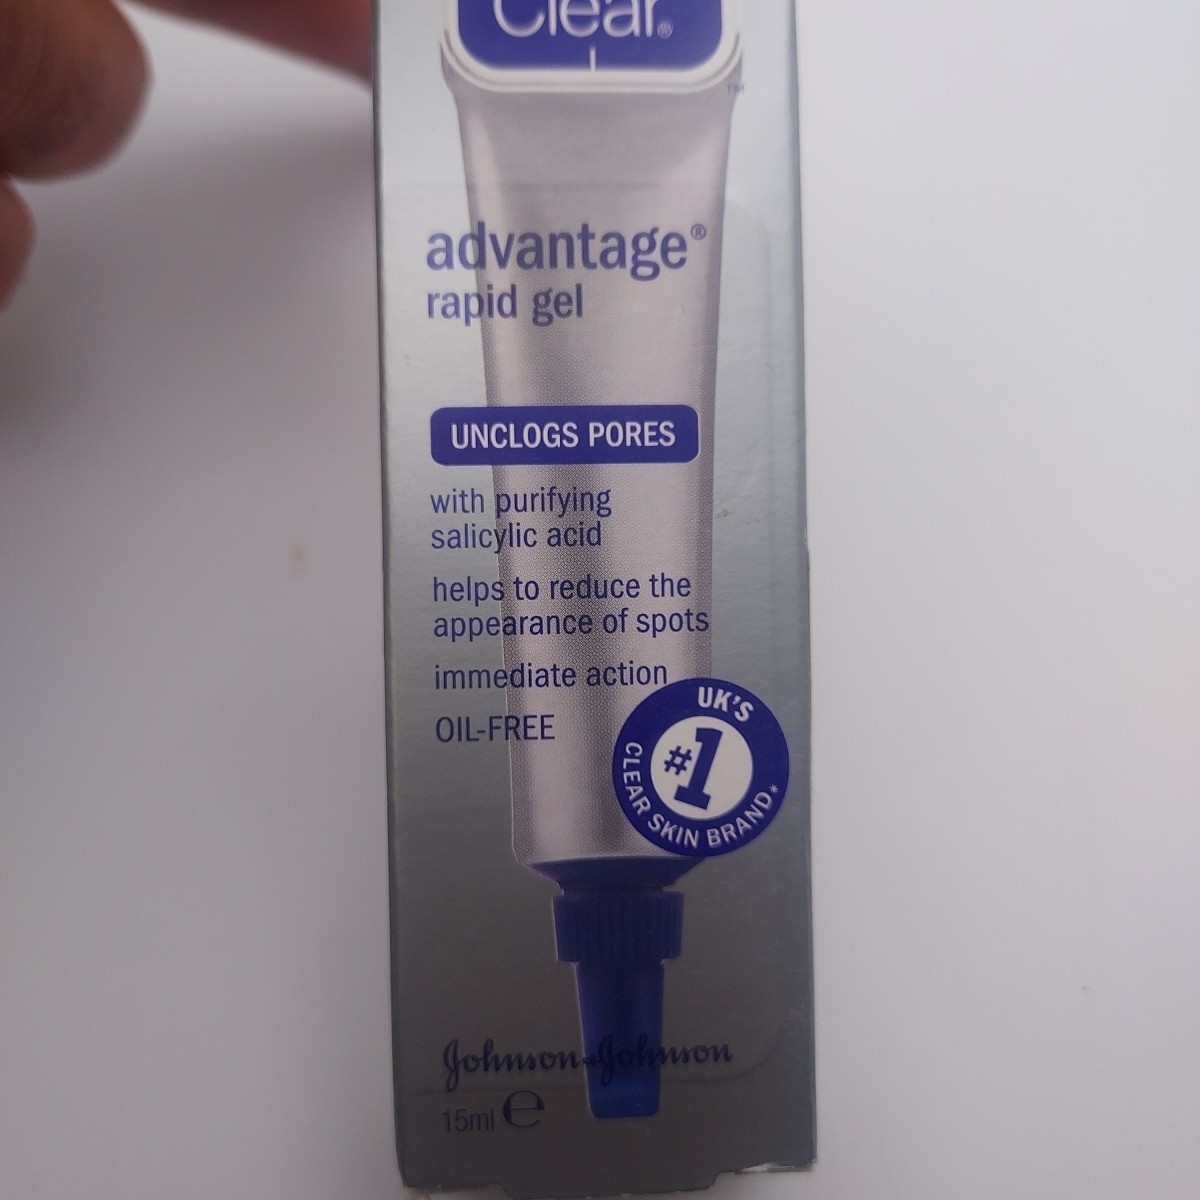 Clear®
TM
advantage®
rapid gel
UNCLOGS PORES
with purifying
salicylic acid
helps to reduce the
appearance of spots
immediate action
OIL-FREE
UK'S
#1
CLEAR SKIN BRAND.*
Johnson & Johnson
15ml e